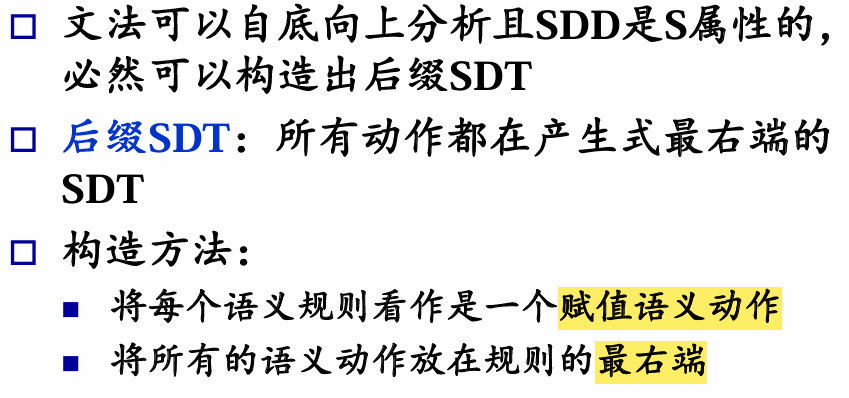 文法可以自底向上分析且SDD是S属性的，
必然可以构造出后缀SDT
后缀SDT：所有动作都在产生式最右端的
SDT
构造方法：
将每个语义规则看作是一个赋值语义动作
将所有的语义动作放在规则的最右端